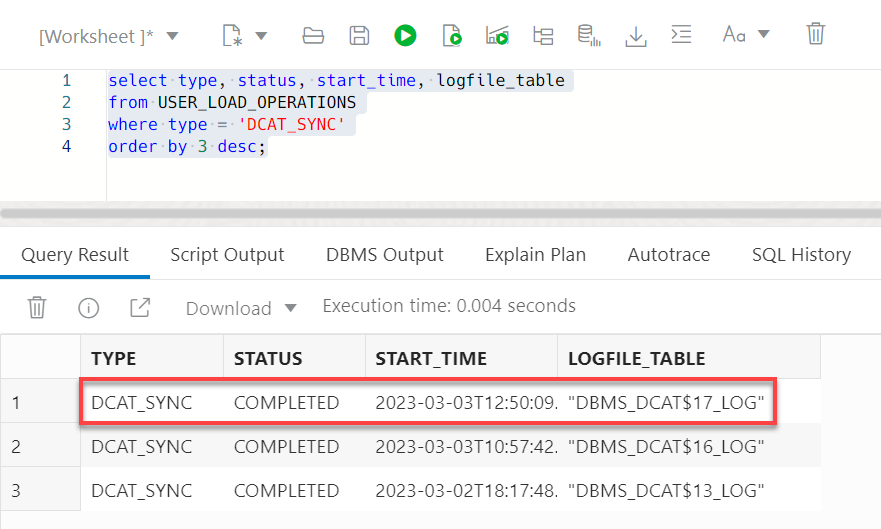 [Worksheet ]*
Aa
1 select type, status, start_time, logfile_table
2 from USER_LOAD_OPERATIONS
3 where type = 'DCAT_SYNC'
4 order by 3 desc;
Query Result Script Output DBMS Output Explain Plan Autotrace SQL History
Download Execution time: 0.004 seconds
TYPE STATUS START_TIME LOGFILE_TABLE
1 DCAT_SYNC COMPLETED 2023-03-03T12:50:09. "DBMS_DCAT$17_LOG"
2 DCAT_SYNC COMPLETED 2023-03-03T10:57:42. "DBMS_DCAT$16_LOG"
3 DCAT_SYNC COMPLETED 2023-03-02T18:17:48. "DBMS_DCAT$13_LOG"